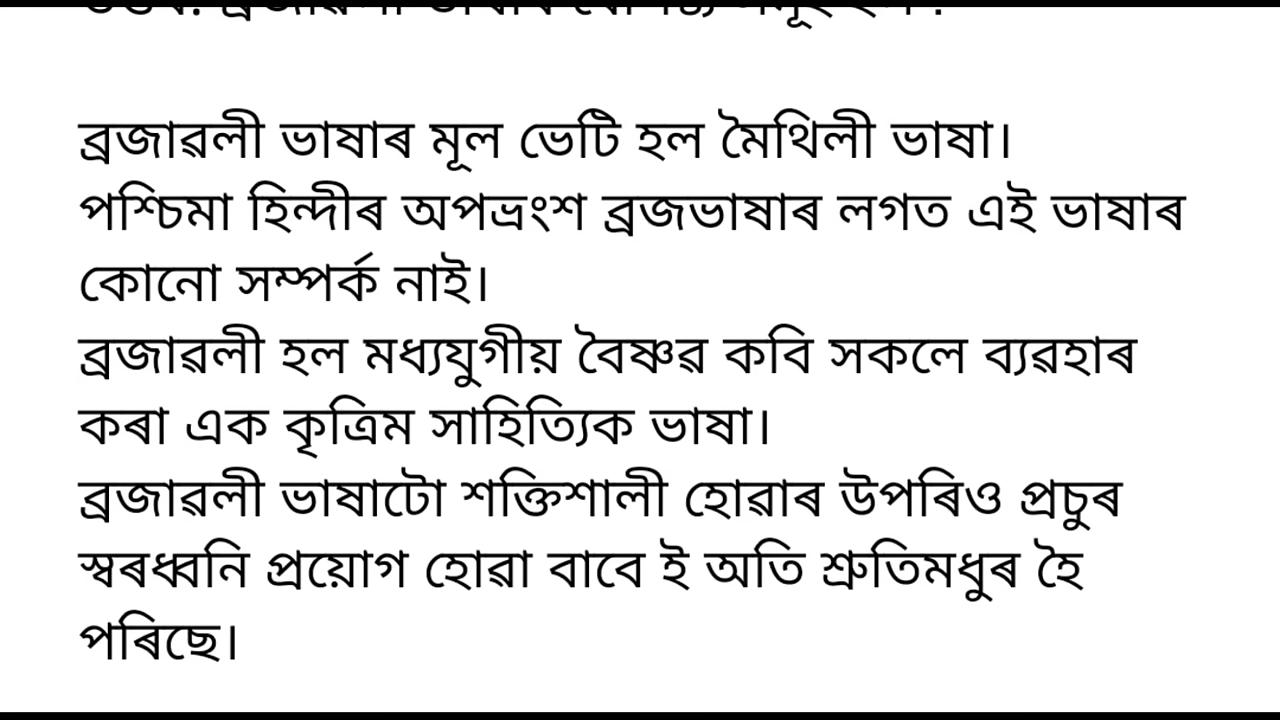 ব্ৰজাৱলী ভাষাৰ মূল ভেটি হল মৈথিলী ভাষা।
পশ্চিমা হিন্দীৰ অপভ্ৰংশ ব্ৰজভাষাৰ লগত এই ভাষাৰ
কোনো সম্পৰ্ক নাই।
ব্ৰজাৱলী হল মধ্যযুগীয় বৈষ্ণৱ কবি সকলে ব্যৱহাৰ
কৰা এক কৃত্ৰিম সাহিত্যিক ভাষা।
ব্ৰজাৱলী ভাষাটো শক্তিশালী হোৱাৰ উপৰিও প্ৰচুৰ
স্বৰধ্বনি প্ৰয়োগ হোৱা বাবে ই অতি শ্ৰুতিমধুৰ হৈ
পৰিছে।